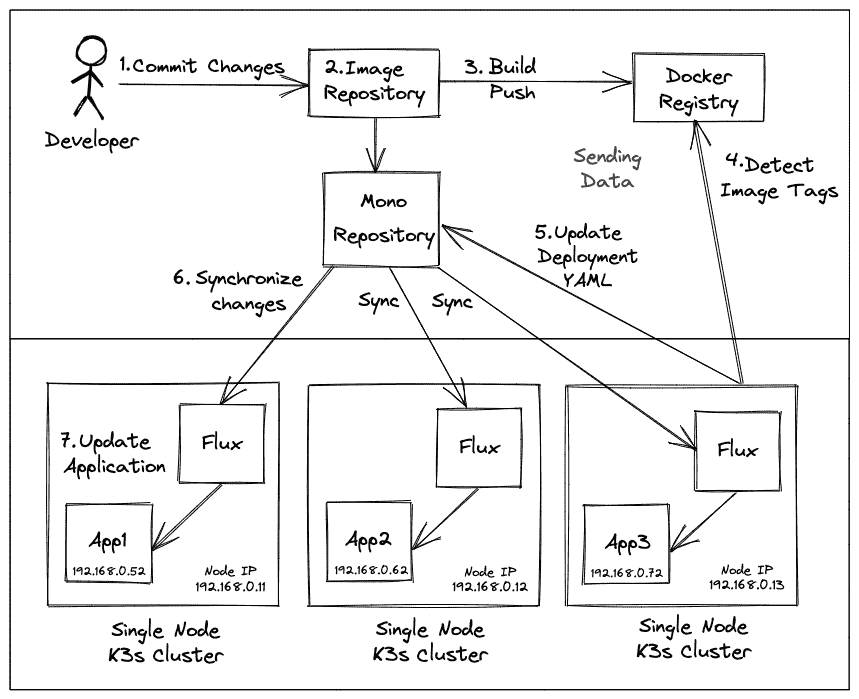 1.Commit Changes
2.Image
Repository
3. Build
Push
Docker
Registry
Developer
Sending
Data
4.Detect
Image Tags
Mono
Repository
5.Update
Deployment
YAML
6. Synchronize
changes
Sync
Sync
7.Update
Application
Flux
App1
192.168.0.52
Node IP
192.168.0.11
Flux
App2
192.168.0.62
Node IP
192.168.0.12
Flux
App3
192.168.0.72
Node IP
192.168.0.13
Single Node
K3s Cluster
Single Node
K3s Cluster
Single Node
K3s Cluster